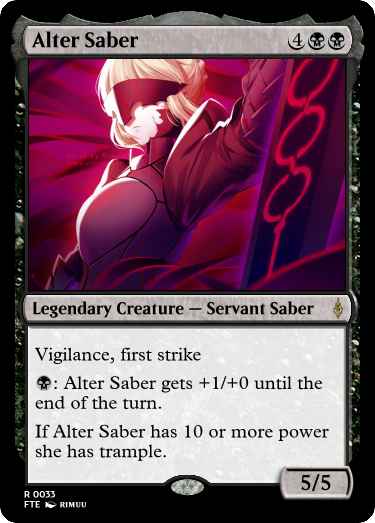 Alter Saber 4
Legendary Creature — Servant Saber
Vigilance, first strike
: Alter Saber gets +1/+0 until the
end of the turn.
If Alter Saber has 10 or more power
she has trample.
5/5
R 0033
FTE RIMUU